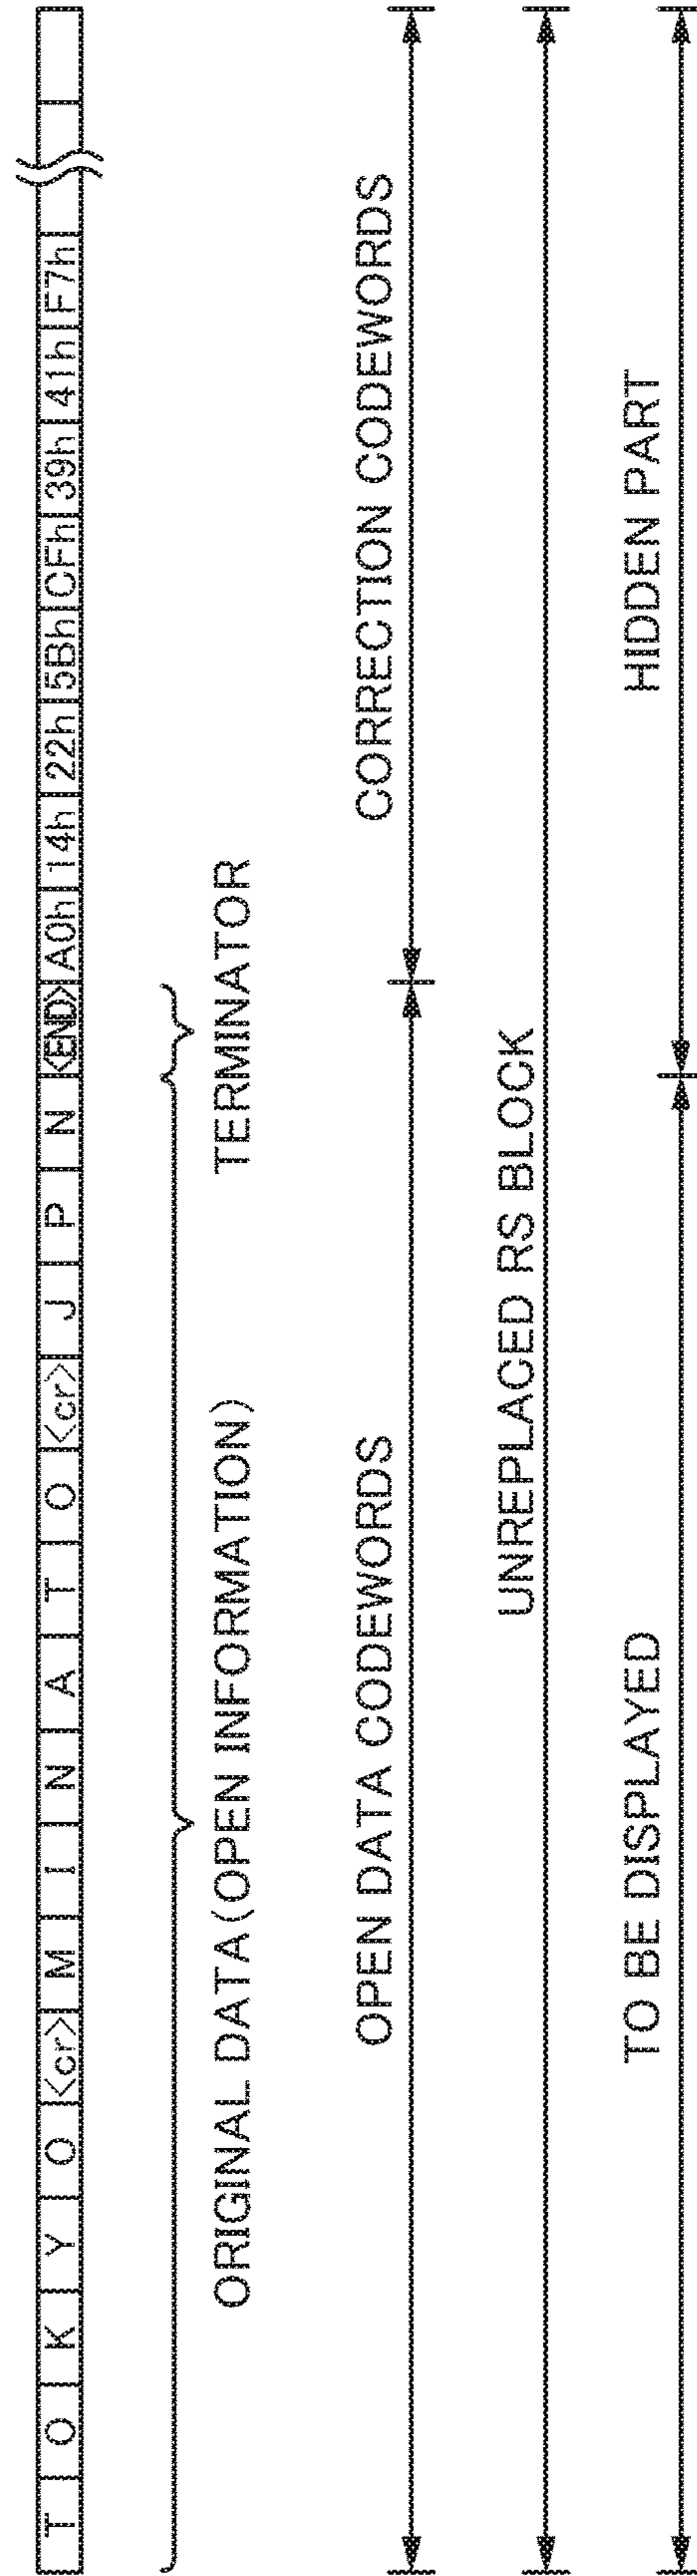 T O K Y O <cr> M I N A T O <cr> J P N <END> A0h 14h 22h 5Bh CFh 39h 41h F7h
ORIGINAL DATA(OPEN INFORMATION) TERMINATOR
OPEN DATA CODEWORDS CORRECTION CODEWORDS
UNREPLACED RS BLOCK
TO BE DISPLAYED HIDDEN PART